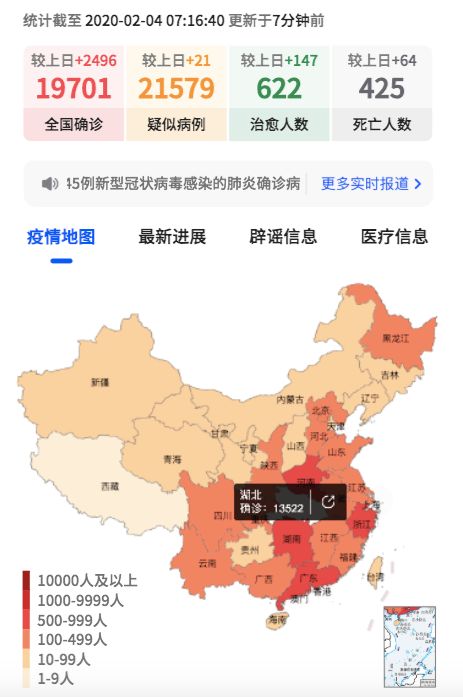 统计截至 2020-02-04 07:16:40 更新于7分钟前
较上日+2496 较上日+21 较上日+147 较上日+64
19701 21579 622 425
全国确诊 疑似病例 治愈人数 死亡人数
45例新型冠状病毒感染的肺炎确诊病 更多实时报道 >
疫情地图 最新进展 辟谣信息 医疗信息
黑龙江
吉林
新疆
辽宁
内蒙古
北京
天津
甘肃
河北
宁夏
山西
山东
青海
陕西
河南
西藏
湖北
确诊：13522
江苏
上海
四川
浙江
湖南
江西
贵州
福建
云南
台湾
广西
广东
香港
澳门
海南
10000人及以上
1000-9999人
500-999人
100-499人
10-99人
1-9人